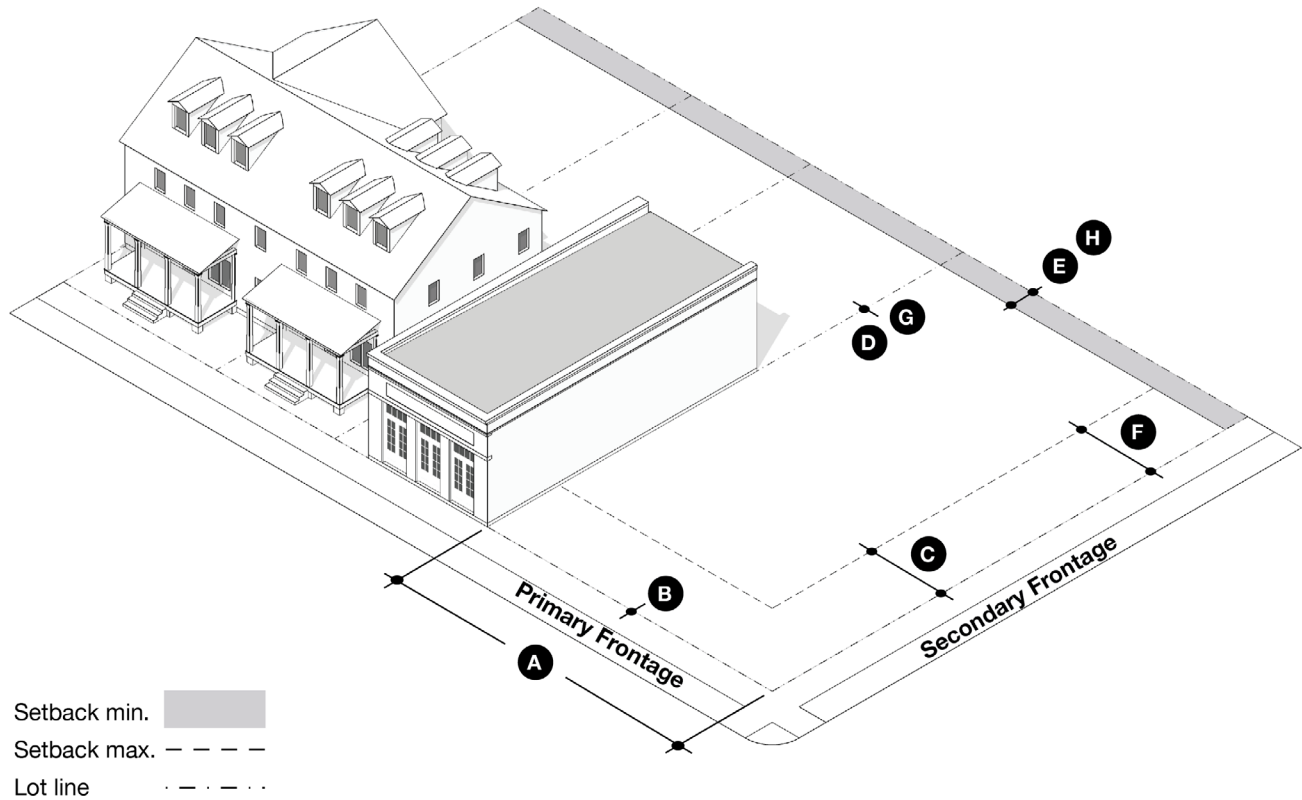 H
E
G
D
F
C
B
A
Primary Frontage
Secondary Frontage
Setback min.
Setback max.
Lot line